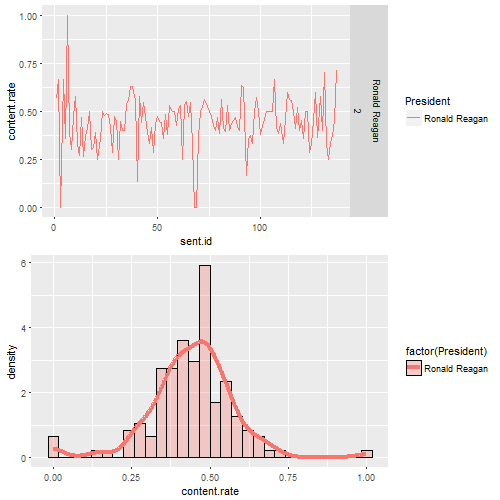 1.00
0.75
0.50
0.25
0.00
content.rate
0
50
100
sent.id
Ronald Reagan
2
President
Ronald Reagan
6
4
2
0
density
0.00
0.25
0.50
0.75
1.00
content.rate
factor(President)
Ronald Reagan